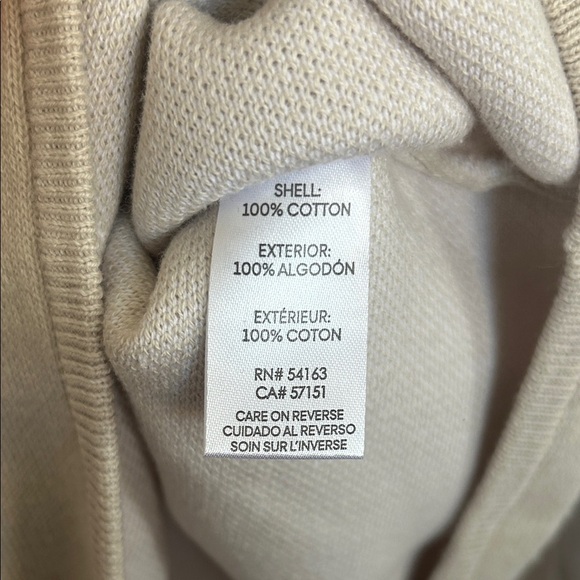 SHELL:
100% COTTON
EXTERIOR:
100% ALGODÓN
EXTÉRIEUR:
100% COTON
RN# 54163
CA# 57151
CARE ON REVERSE
CUIDADO AL REVERSO
SOIN SUR L'INVERSE